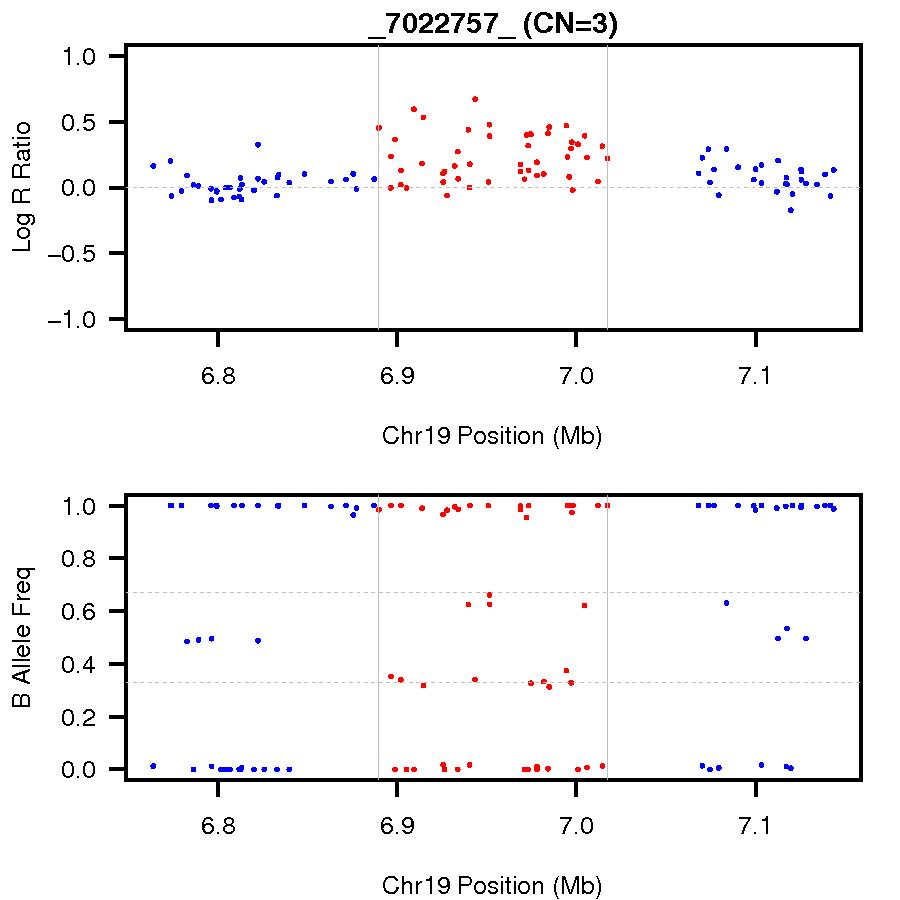 _7022757_ (CN=3)
1.0
0.5
0.0
−0.5
−1.0
Log R Ratio
6.8 6.9 7.0 7.1
Chr19 Position (Mb)
1.0
0.8
0.6
0.4
0.2
0.0
B Allele Freq
6.8 6.9 7.0 7.1
Chr19 Position (Mb)